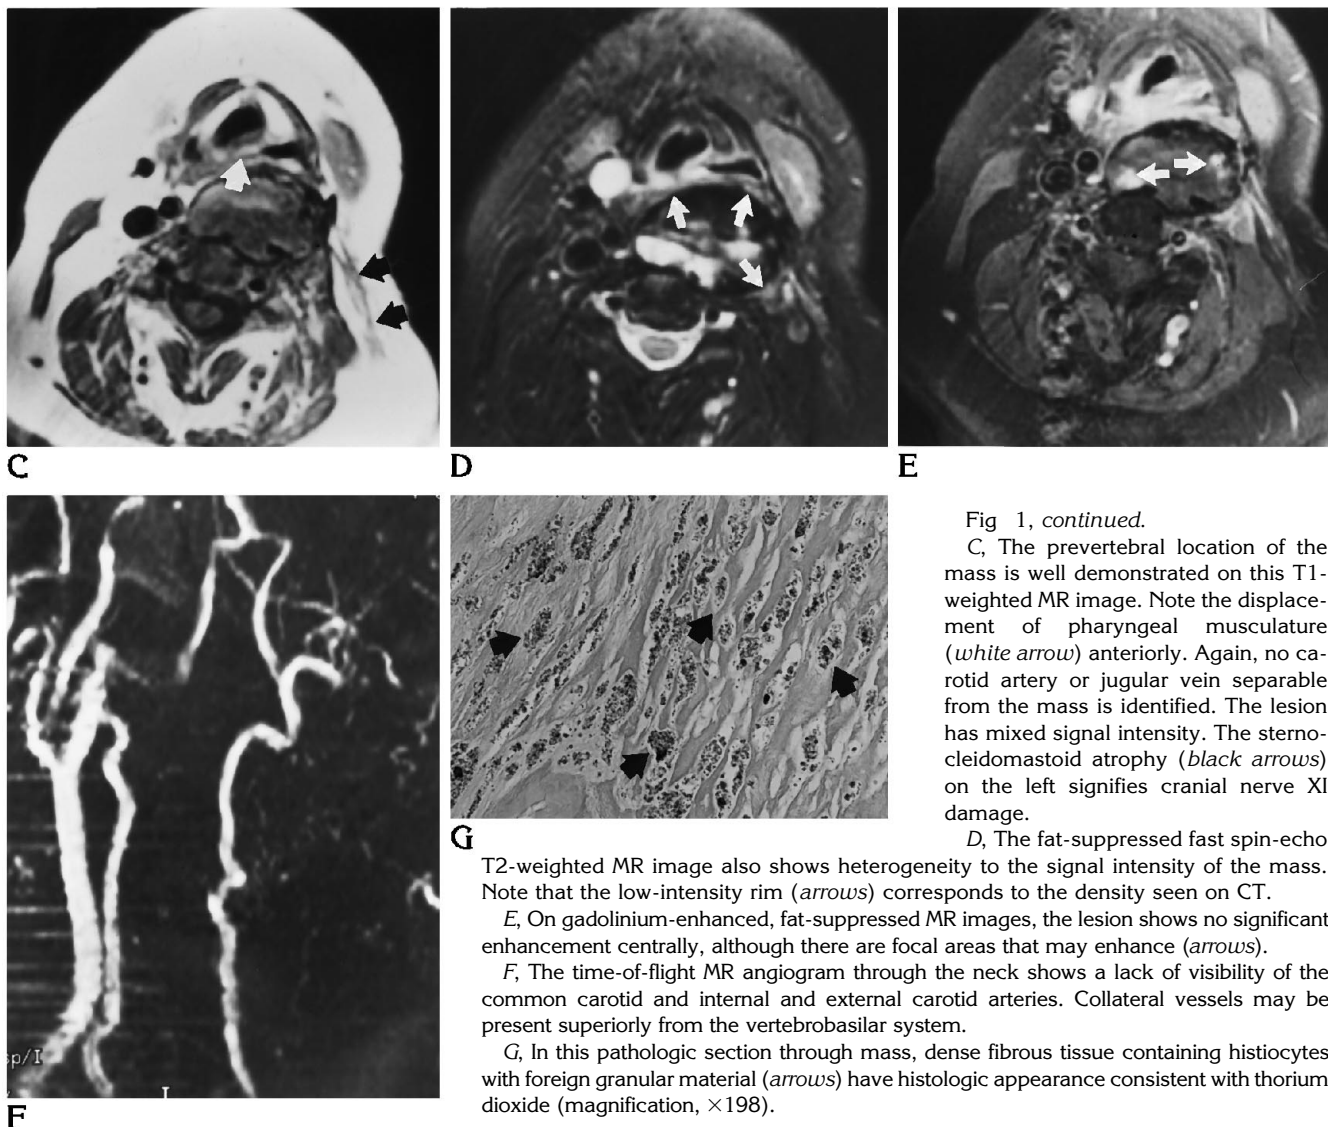 C
D
E
F
G
sp/I
I
Fig 1, continued.
C, The prevertebral location of the
mass is well demonstrated on this T1-
weighted MR image. Note the displace-
ment of pharyngeal musculature
(white arrow) anteriorly. Again, no ca-
rotid artery or jugular vein separable
from the mass is identified. The lesion
has mixed signal intensity. The sterno-
cleidomastoid atrophy (black arrows)
on the left signifies cranial nerve XI
damage.
D, The fat-suppressed fast spin-echo
T2-weighted MR image also shows heterogeneity to the signal intensity of the mass.
Note that the low-intensity rim (arrows) corresponds to the density seen on CT.
E, On gadolinium-enhanced, fat-suppressed MR images, the lesion shows no significant
enhancement centrally, although there are focal areas that may enhance (arrows).
F, The time-of-flight MR angiogram through the neck shows a lack of visibility of the
common carotid and internal and external carotid arteries. Collateral vessels may be
present superiorly from the vertebrobasilar system.
G, In this pathologic section through mass, dense fibrous tissue containing histiocytes
with foreign granular material (arrows) have histologic appearance consistent with thorium
dioxide (magnification, ×198).